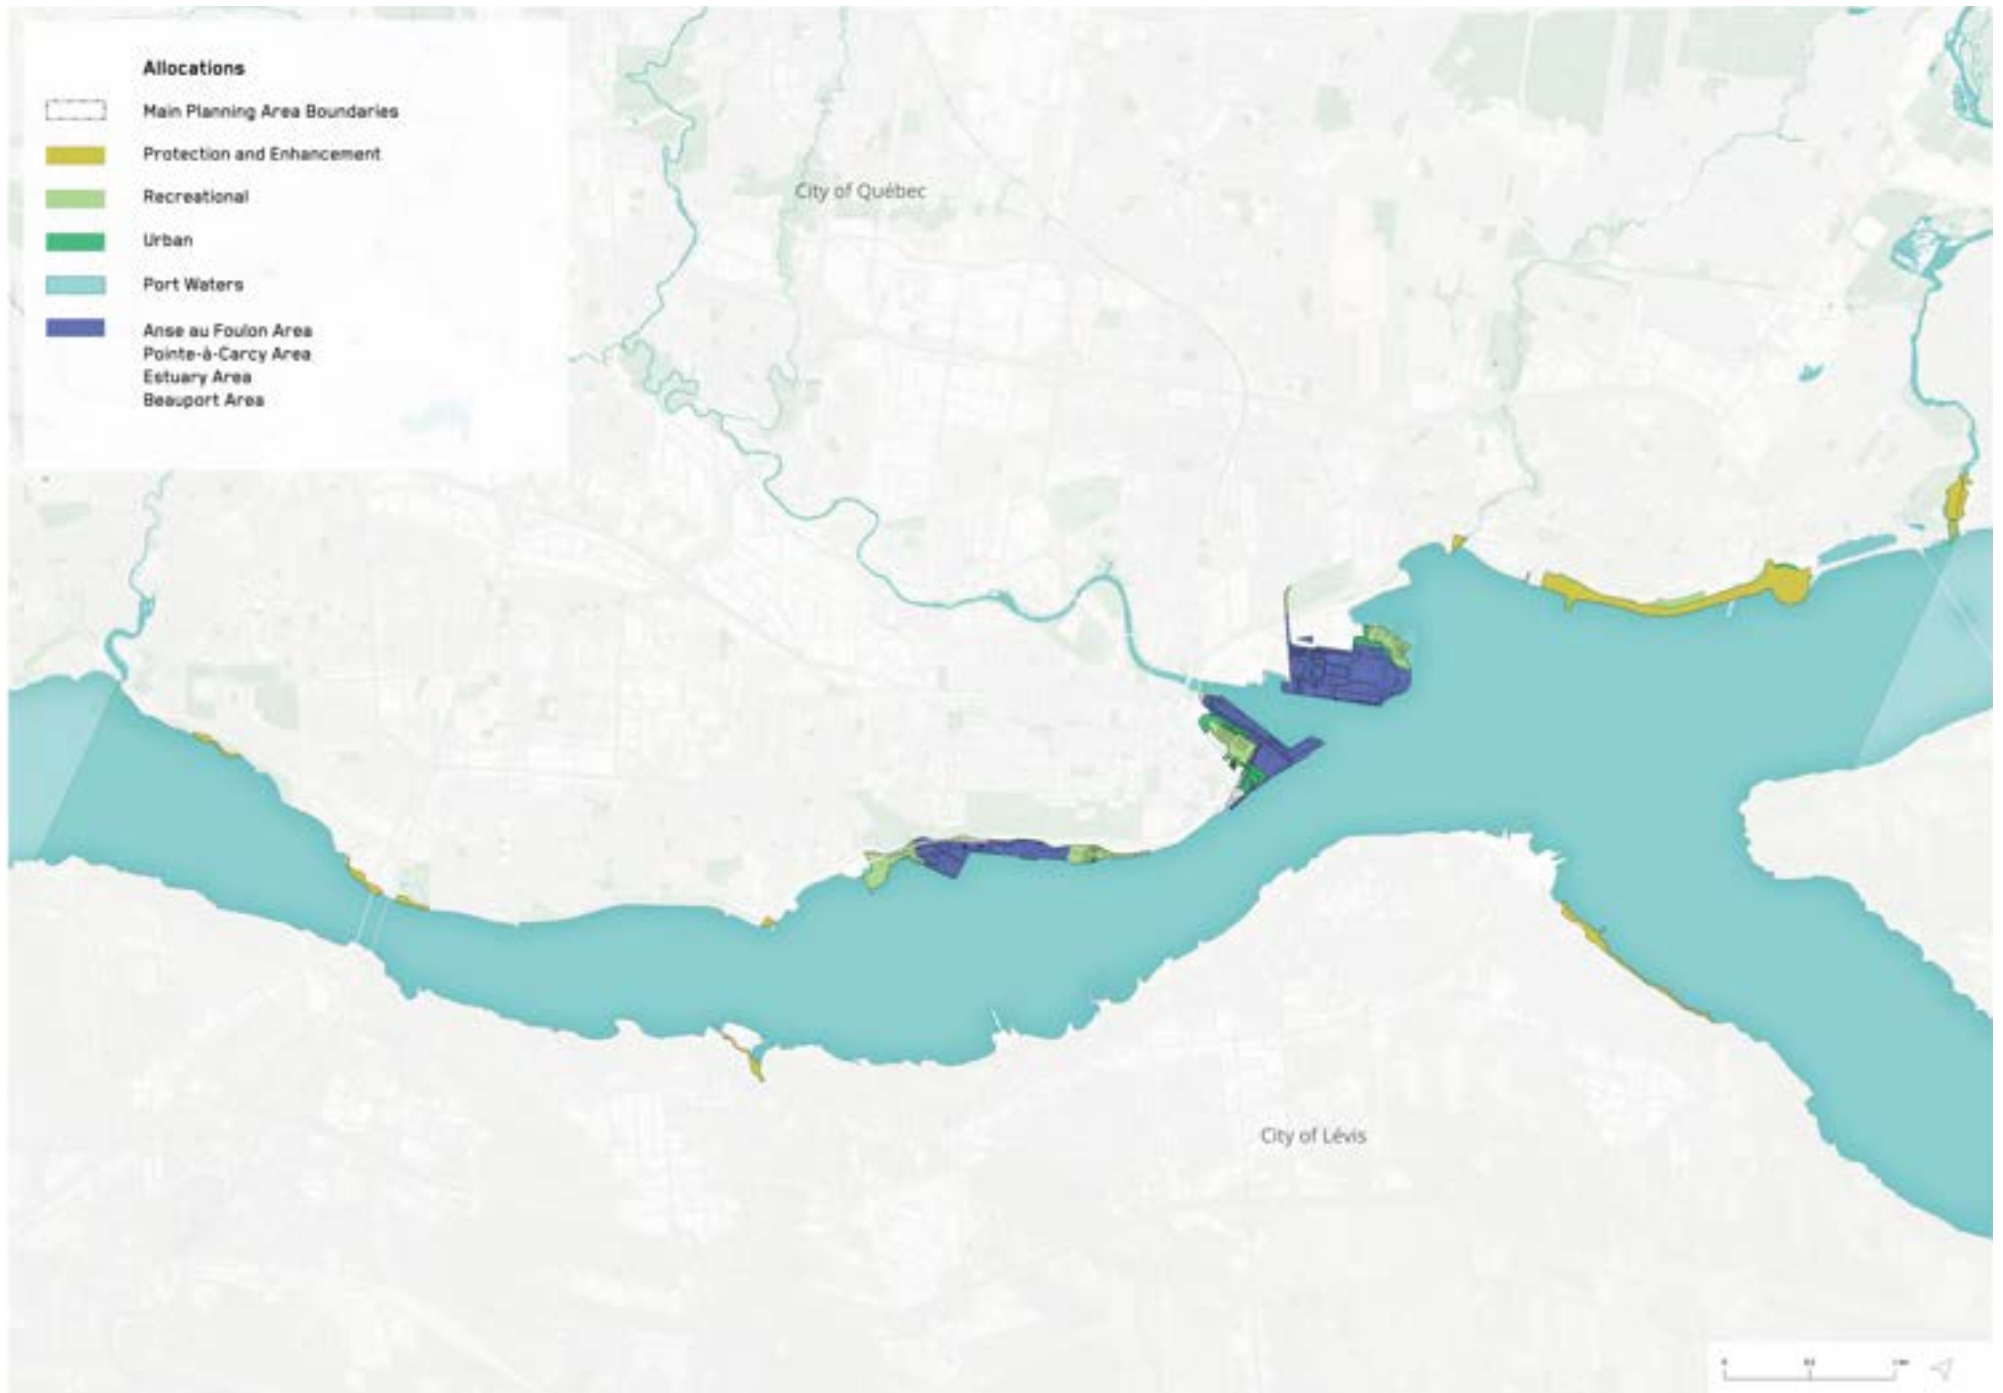 Allocations
Main Planning Area Boundaries
Protection and Enhancement
Recreational
Urban
Port Waters
Anse au Foulon Area
Pointe-à-Carcy Area
Estuary Area
Beauport Area
City of Québec
City of Lévis